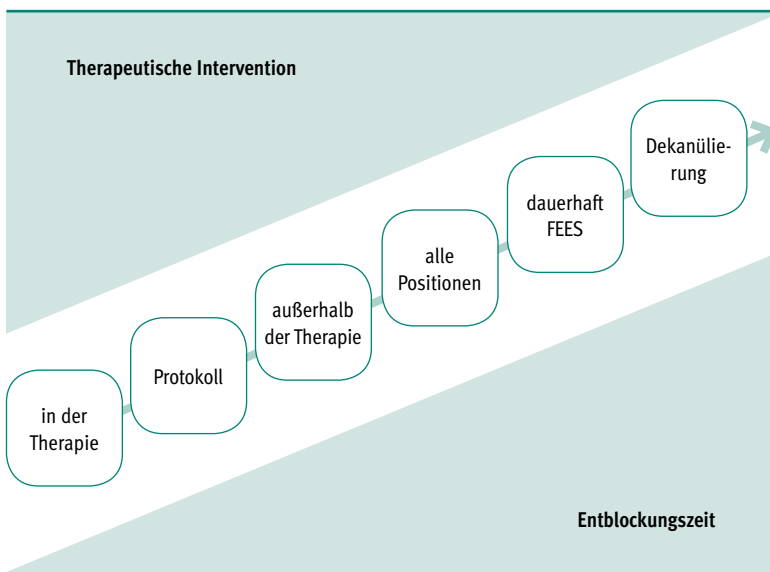 Therapeutische Intervention
in der
Therapie
Protokoll
außerhalb
der Therapie
alle
Positionen
dauerhaft
FEES
Dekanülie-
rung
Entblockungszeit